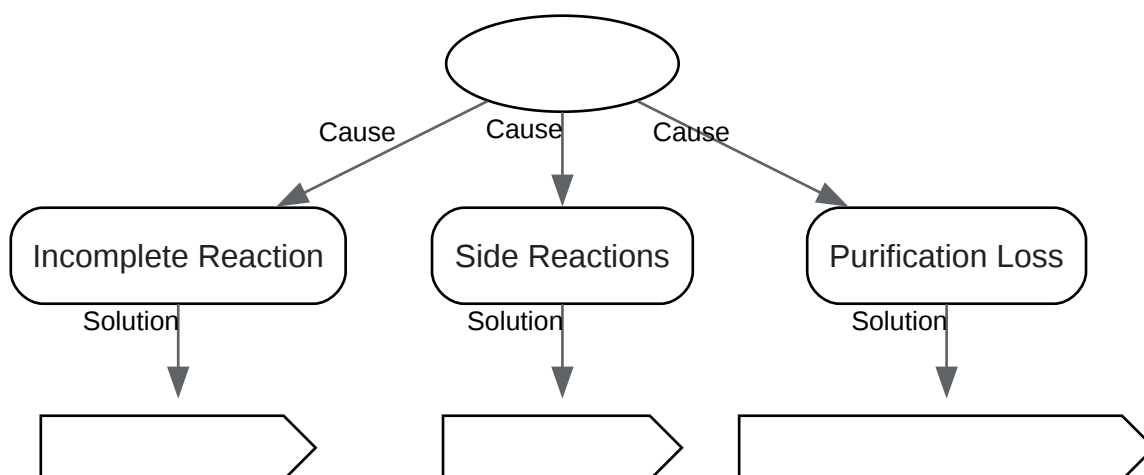 Cause
Cause
Cause
Incomplete Reaction
Side Reactions
Purification Loss
Solution
Solution
Solution